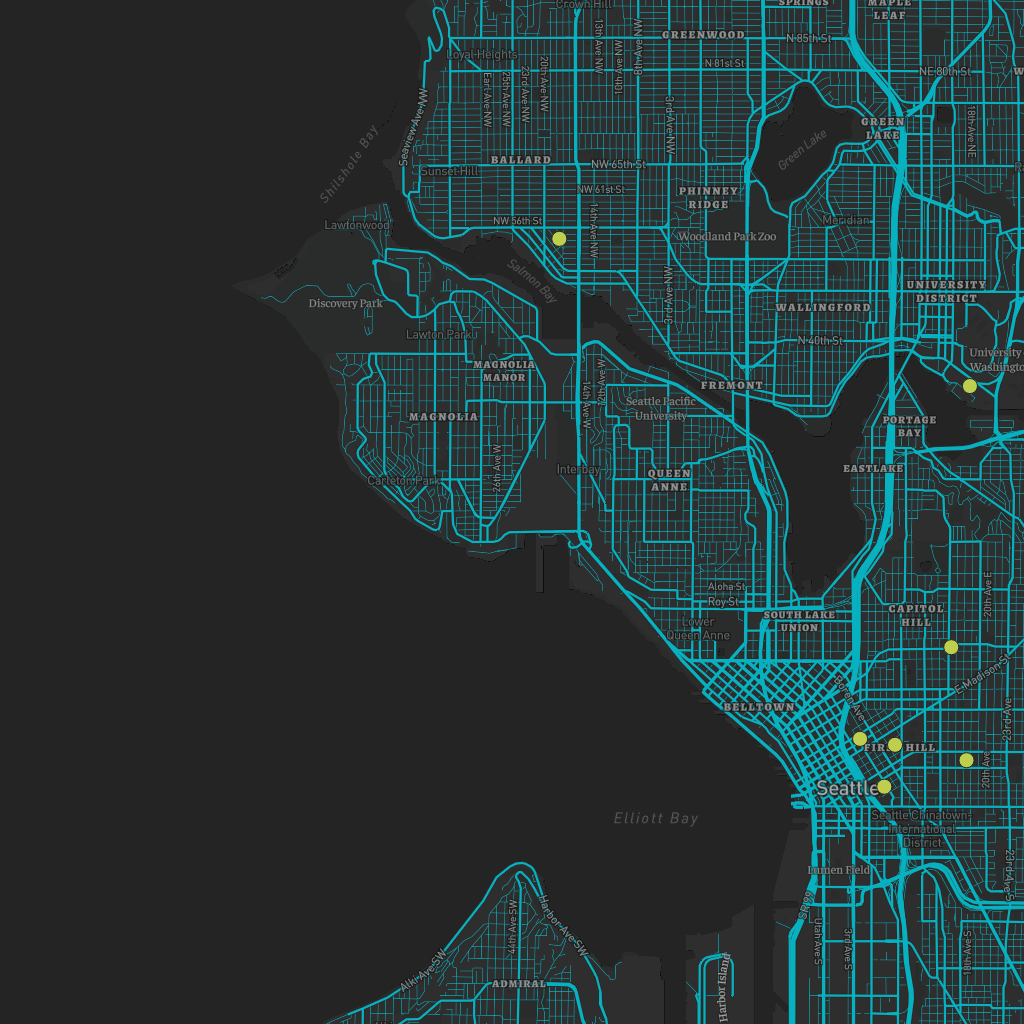 Crown Hill
SPRINGS
MAPLE
LEAF
GREENWOOD
N 85th St
13th Ave NW
10th Ave NW
8th Ave NW
Loyal Heights
N 81st St
NE 80th St
Earl Ave NW
25th Ave NW
23rd Ave NW
20th Ave NW
Seaview Ave NW
3rd Ave NW
GREEN
LAKE
18th Ave NE
Green Lake
Shilshole Bay
BALLARD
NW 65th St
Sunset Hill
NW 61st St
PHINNEY
RIDGE
NW 56th St
14th Ave NW
Lawtonwood
Meridian
Woodland Park Zoo
Salmon Bay
3rd Ave NW
UNIVERSITY
DISTRICT
Discovery Park
WALLINGFORD
Lawton Park
N 40th St
University
Washingto
MAGNOLIA
MANOR
14th Ave W
12th Ave W
FREMONT
Seattle Pacific
University
MAGNOLIA
PORTAGE
BAY
26th Ave W
Interbay
EASTLAKE
Carleton Park
QUEEN
ANNE
Aloha St
Roy St
20th Ave E
SOUTH LAKE
UNION
CAPITOL
HILL
Lower
Queen Anne
E Madison St
Boren Ave
BELLTOWN
23rd Ave
FIRST HILL
20th Ave
Seattle
Elliott Bay
Seattle Chinatown-
International
District
Lumen Field
23rd Ave S
SR 99
Utah Ave S
3rd Ave S
18th Ave S
44th Ave SW
Harbor Ave SW
Alki Ave SW
ADMIRAL
Harbor Island